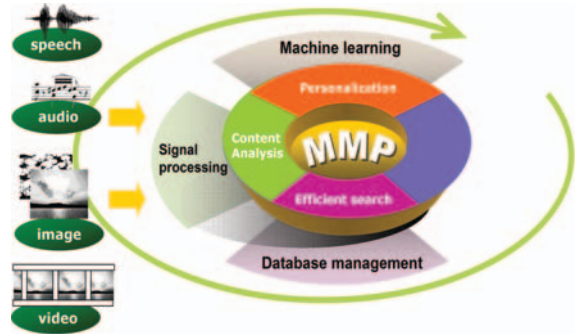 speech
audio
image
video
Machine learning
Personalization
Signal
processing
Content
Analysis
MMP
Efficient search
Database management